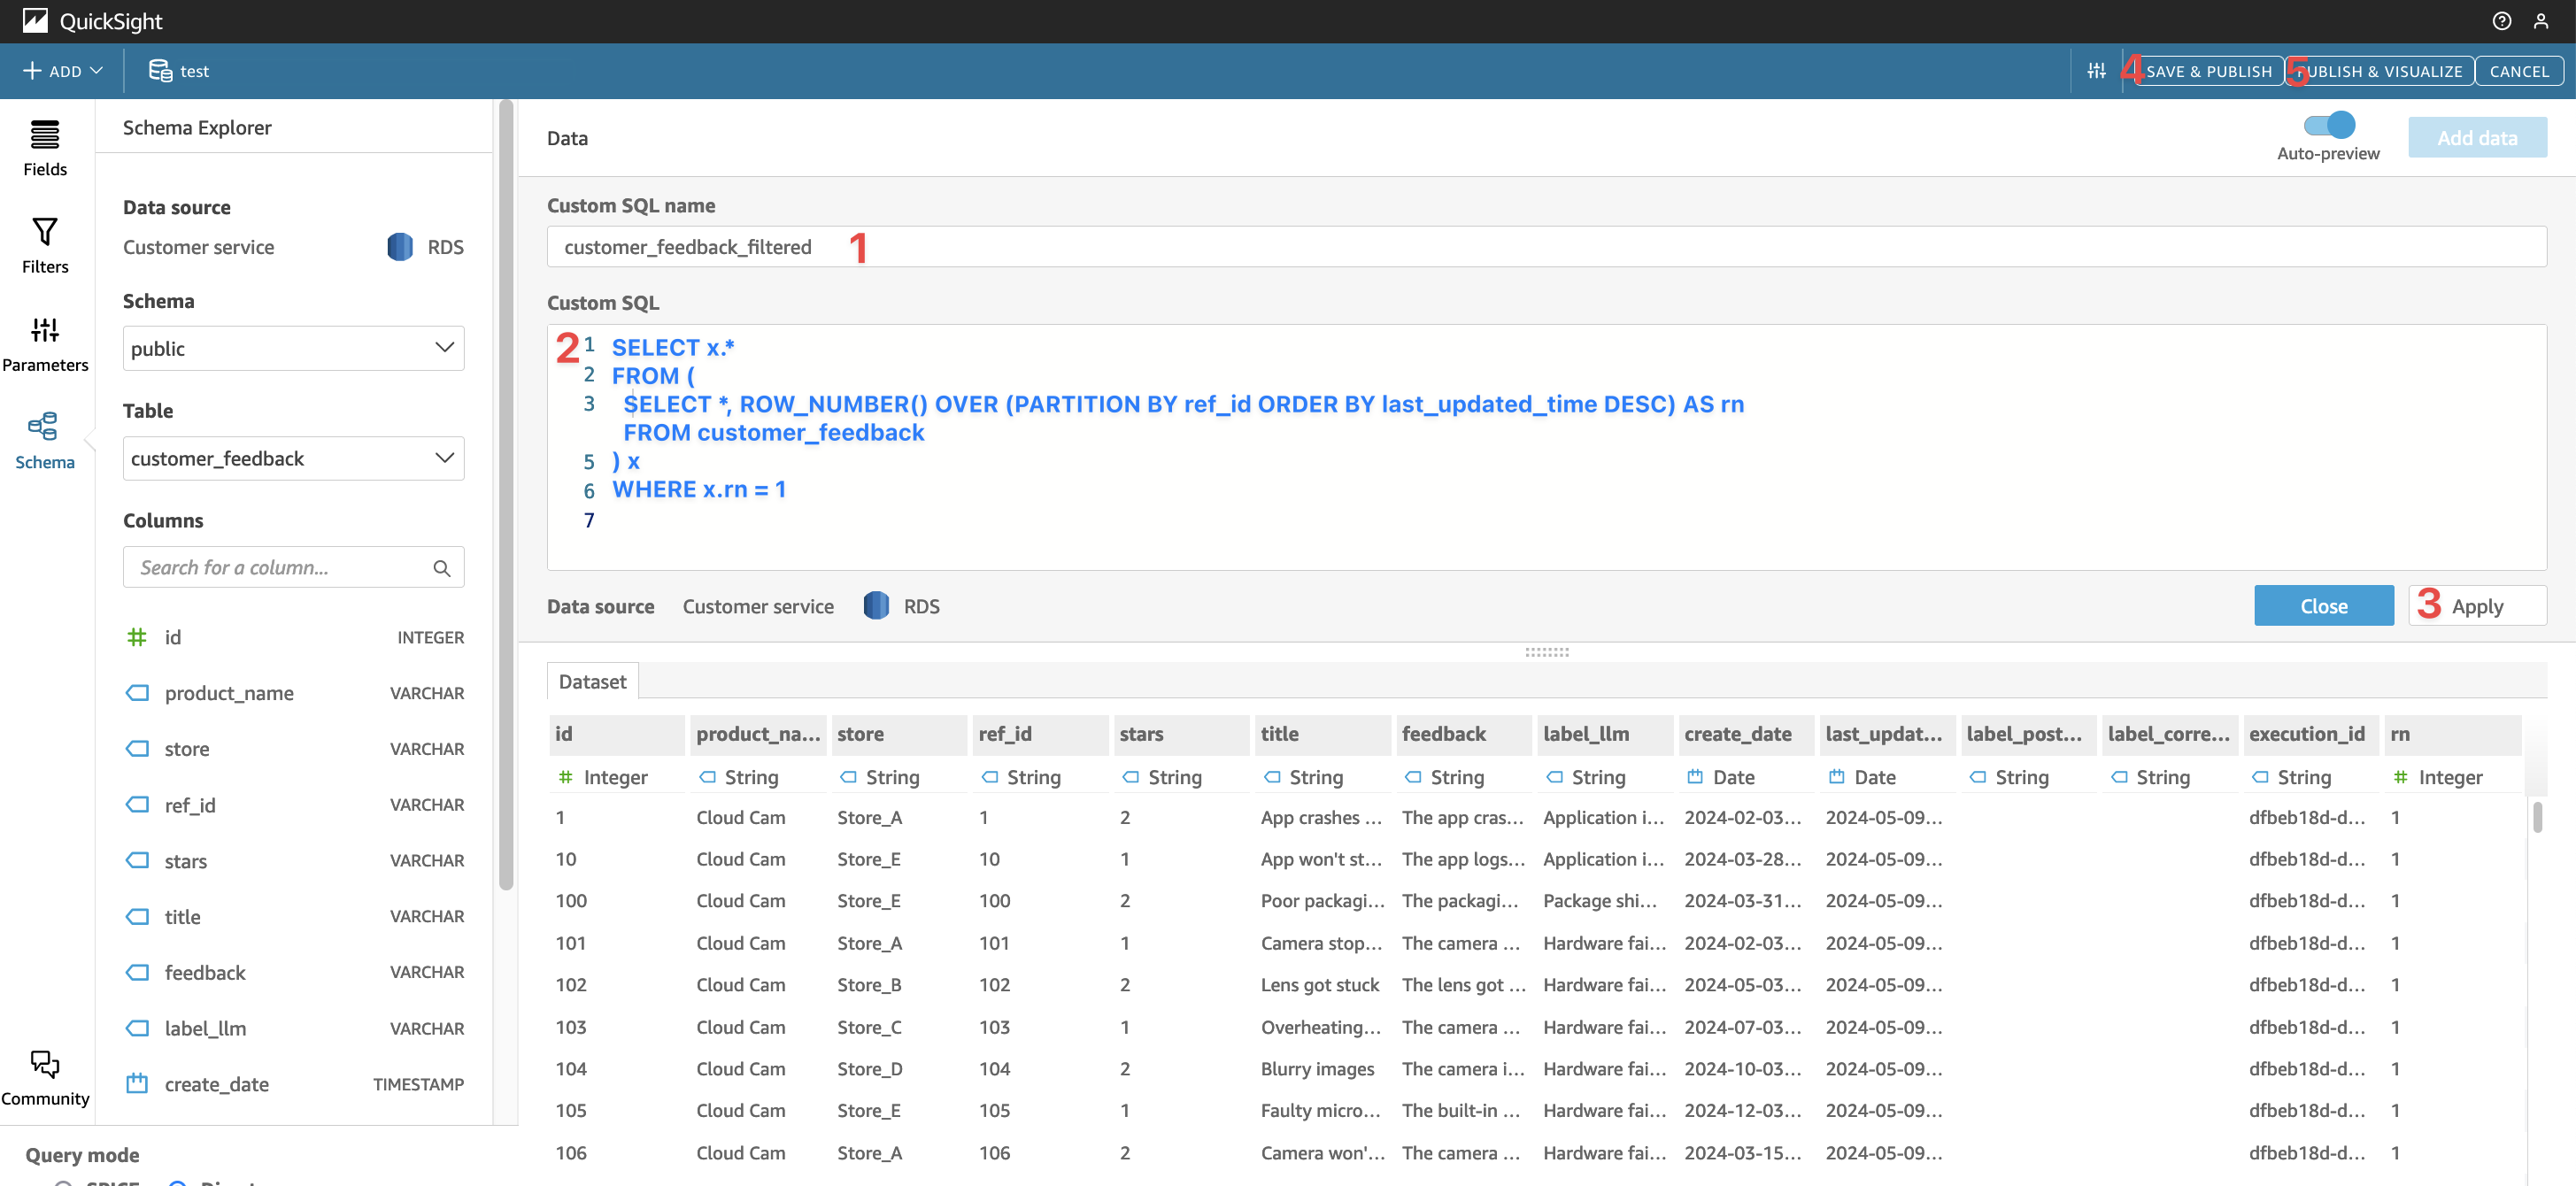 QuickSight
ADD
test
4 SAVE & PUBLISH
5 PUBLISH & VISUALIZE
CANCEL
Fields
Filters
Parameters
Schema
Community
Schema Explorer
Data source
Customer service RDS
Schema
public
Table
customer_feedback
Columns
Search for a column...
id INTEGER
product_name VARCHAR
store VARCHAR
ref_id VARCHAR
stars VARCHAR
title VARCHAR
feedback VARCHAR
label_llm VARCHAR
create_date TIMESTAMP
Query mode
SPICE Direct
Data
Auto-preview
Add data
Custom SQL name
customer_feedback_filtered 1
Custom SQL
2 1 SELECT x.*
2 FROM (
3 SELECT *, ROW_NUMBER() OVER (PARTITION BY ref_id ORDER BY last_updated_time DESC) AS rn
FROM customer_feedback
5 ) x
6 WHERE x.rn = 1
7
Data source Customer service RDS
Close
3 Apply
Dataset
id product_na... store ref_id stars title feedback label_llm create_date last_updat... label_post... label_corre... execution_id rn
# Integer String String String String String String String Date Date String String String # Integer
1 Cloud Cam Store_A 1 2 App crashes ... The app cras... Application i... 2024-02-03... 2024-05-09... dfbeb18d-d... 1
10 Cloud Cam Store_E 10 1 App won't st... The app logs... Application i... 2024-03-28... 2024-05-09... dfbeb18d-d... 1
100 Cloud Cam Store_E 100 2 Poor packagi... The packagi... Package shi... 2024-03-31... 2024-05-09... dfbeb18d-d... 1
101 Cloud Cam Store_A 101 1 Camera stop... The camera ... Hardware fai... 2024-02-03... 2024-05-09... dfbeb18d-d... 1
102 Cloud Cam Store_B 102 2 Lens got stuck The lens got ... Hardware fai... 2024-05-03... 2024-05-09... dfbeb18d-d... 1
103 Cloud Cam Store_C 103 1 Overheating... The camera ... Hardware fai... 2024-07-03... 2024-05-09... dfbeb18d-d... 1
104 Cloud Cam Store_D 104 2 Blurry images The camera i... Hardware fai... 2024-10-03... 2024-05-09... dfbeb18d-d... 1
105 Cloud Cam Store_E 105 1 Faulty micro... The built-in ... Hardware fai... 2024-12-03... 2024-05-09... dfbeb18d-d... 1
106 Cloud Cam Store_A 106 2 Camera won'... The camera ... Hardware fai... 2024-03-15... 2024-05-09... dfbeb18d-d... 1